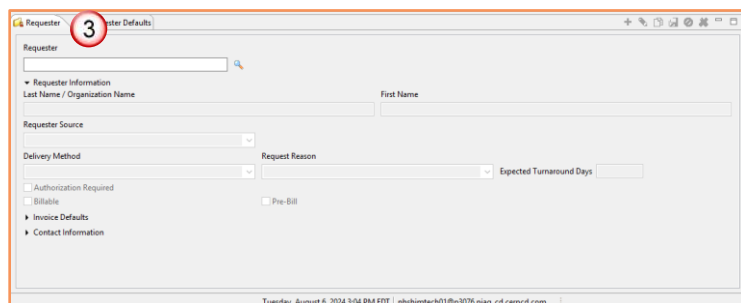 Requester
3
ester Defaults
Requester
Requester Information
Last Name / Organization Name First Name
Requester Source
Delivery Method Request Reason
Expected Turnaround Days
Authorization Required
Billable Pre-Bill
Invoice Defaults
Contact Information
Tuesday, August 6, 2024 3:04 PM EDT